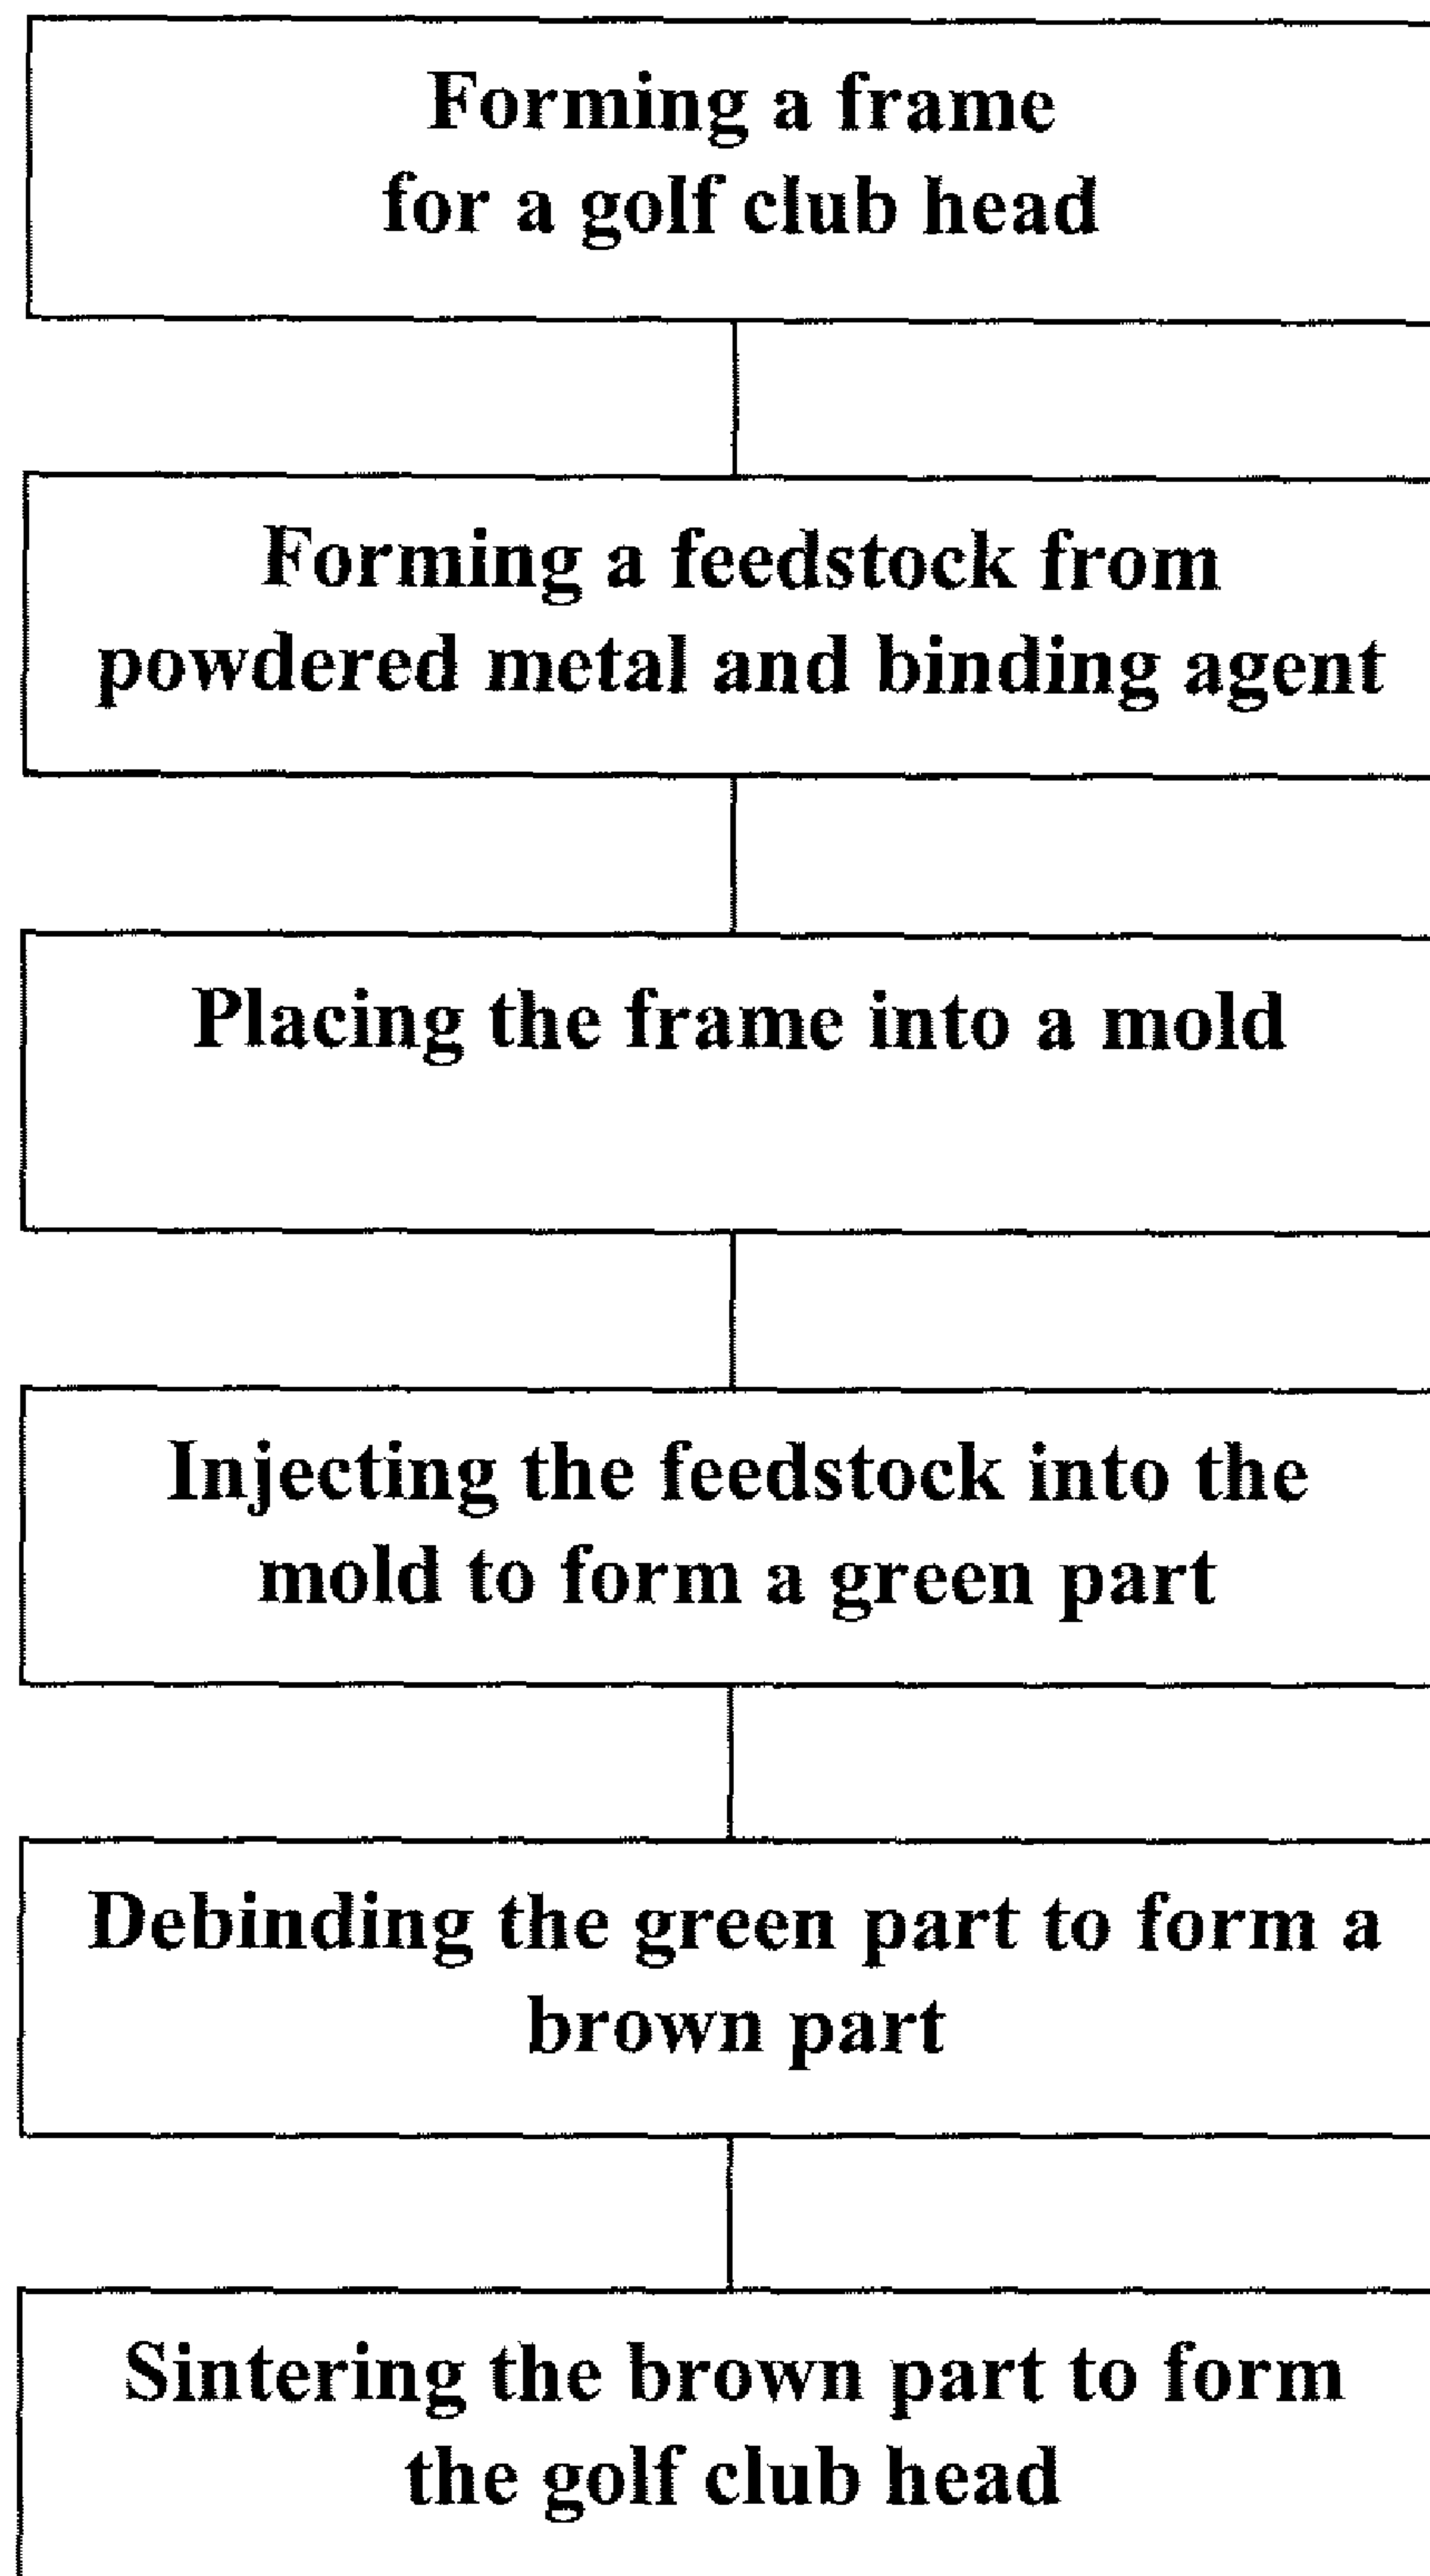 Forming a frame
for a golf club head
Forming a feedstock from
powdered metal and binding agent
Placing the frame into a mold
Injecting the feedstock into the
mold to form a green part
Debinding the green part to form a
brown part
Sintering the brown part to form
the golf club head